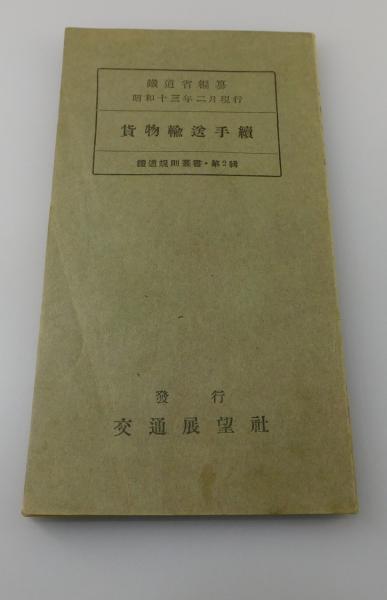 鐵道省編纂
昭和十三年二月現行
貨物輸送手續
鐵道規則叢書・第2輯
發行
交通展望社